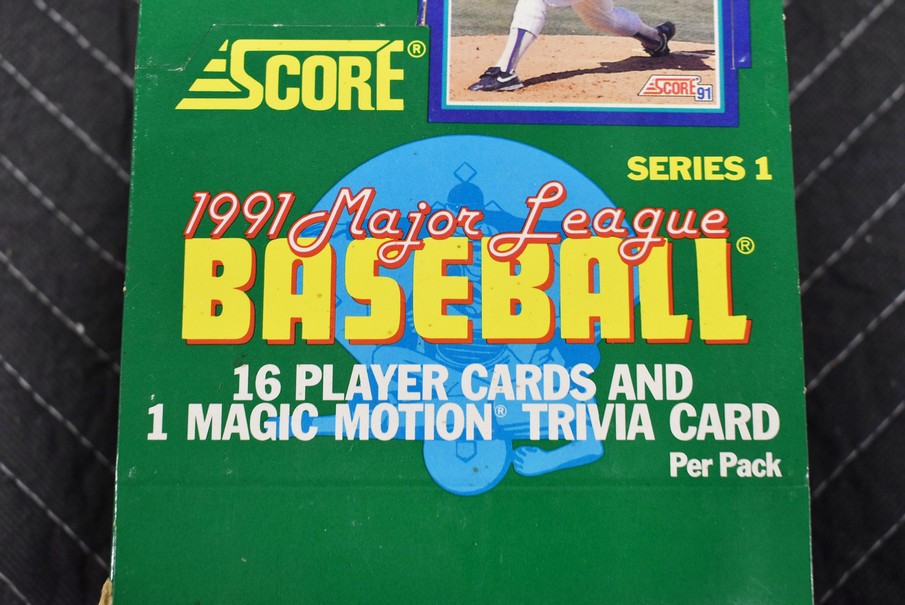 SCORE®
SCORE 91
SERIES 1
1991 Major League
BASEBALL®
16 PLAYER CARDS AND
1 MAGIC MOTION® TRIVIA CARD
Per Pack